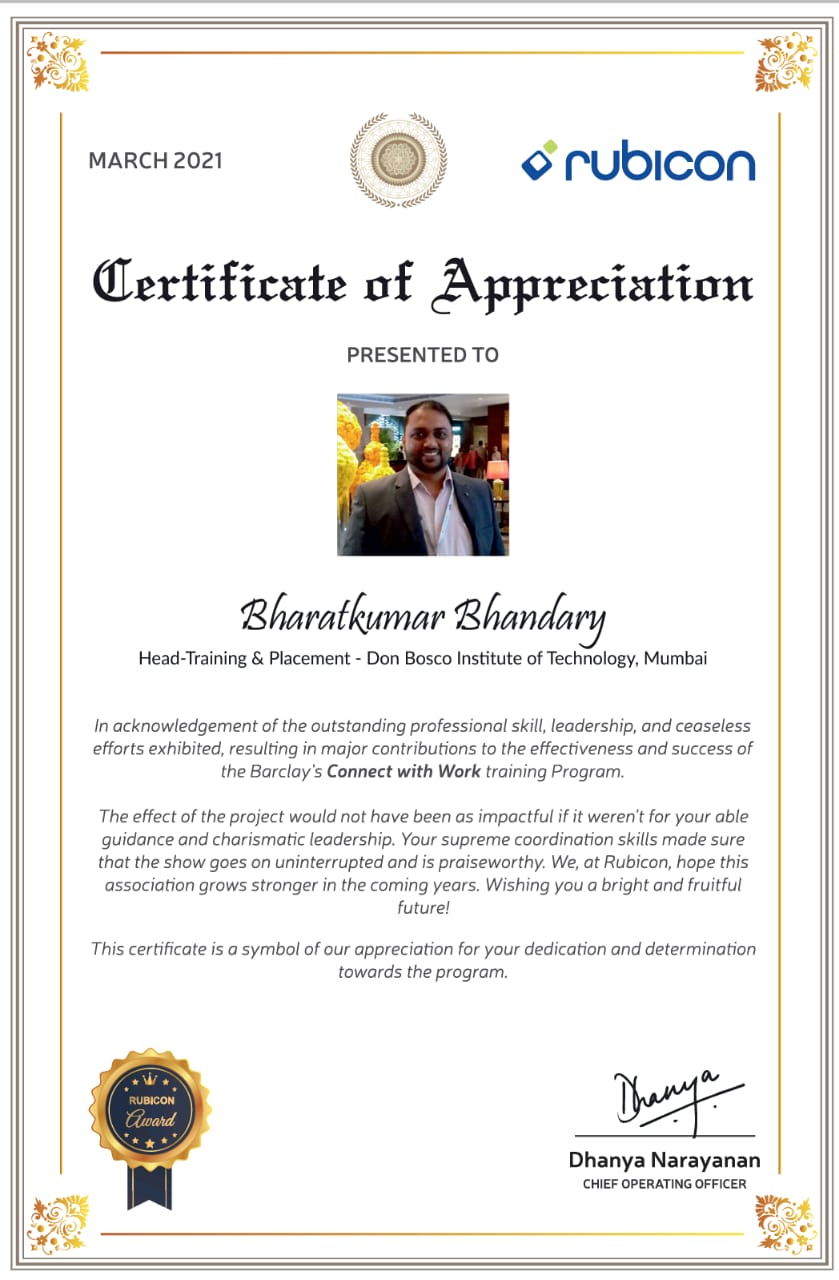 MARCH 2021
rubicon
Certificate of Appreciation
PRESENTED TO
Bharatkumar Bhandary
Head-Training & Placement - Don Bosco Institute of Technology, Mumbai
In acknowledgement of the outstanding professional skill, leadership, and ceaseless
efforts exhibited, resulting in major contributions to the effectiveness and success of
the Barclay's Connect with Work training Program.
The effect of the project would not have been as impactful if it weren't for your able
guidance and charismatic leadership. Your supreme coordination skills made sure
that the show goes on uninterrupted and is praiseworthy. We, at Rubicon, hope this
association grows stronger in the coming years. Wishing you a bright and fruitful
future!
This certificate is a symbol of our appreciation for your dedication and determination
towards the program.
RUBICON
Award
Dhanya
Dhanya Narayanan
CHIEF OPERATING OFFICER